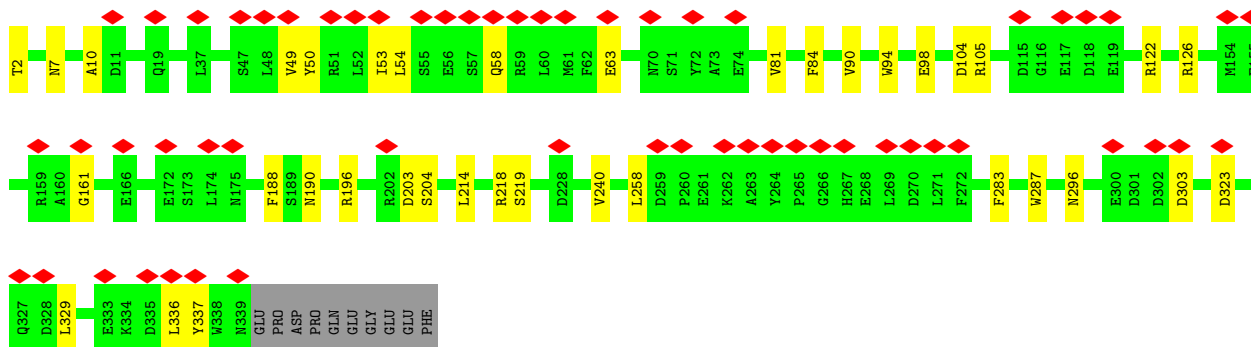 T2 N7 A10 D11 Q19 L37 S47 L48 V49 Y50 R51 L52 I53 L54 S55 E56 S57 Q58 R59 L60 M61 F62 E63 N70 S71 Y72 A73 E74 V81 F84 V90 W94 E98 D104 R105 D115 G116 E117 D118 E119 R122 R126 M154
R159 A160 G161 E166 E172 S173 L174 N175 F188 S189 N190 R196 R202 D203 S204 L214 R218 S219 D228 V240 L258 D259 P260 E261 K262 A263 Y264 P265 G266 H267 E268 L269 D270 L271 F272 F283 W287 N296 E300 D301 D302 D303 D323
Q327 D328 L329 E333 K334 D335 L336 Y337 W338 N339 GLU PRO ASP PRO GLN GLU GLY GLU GLU PHE